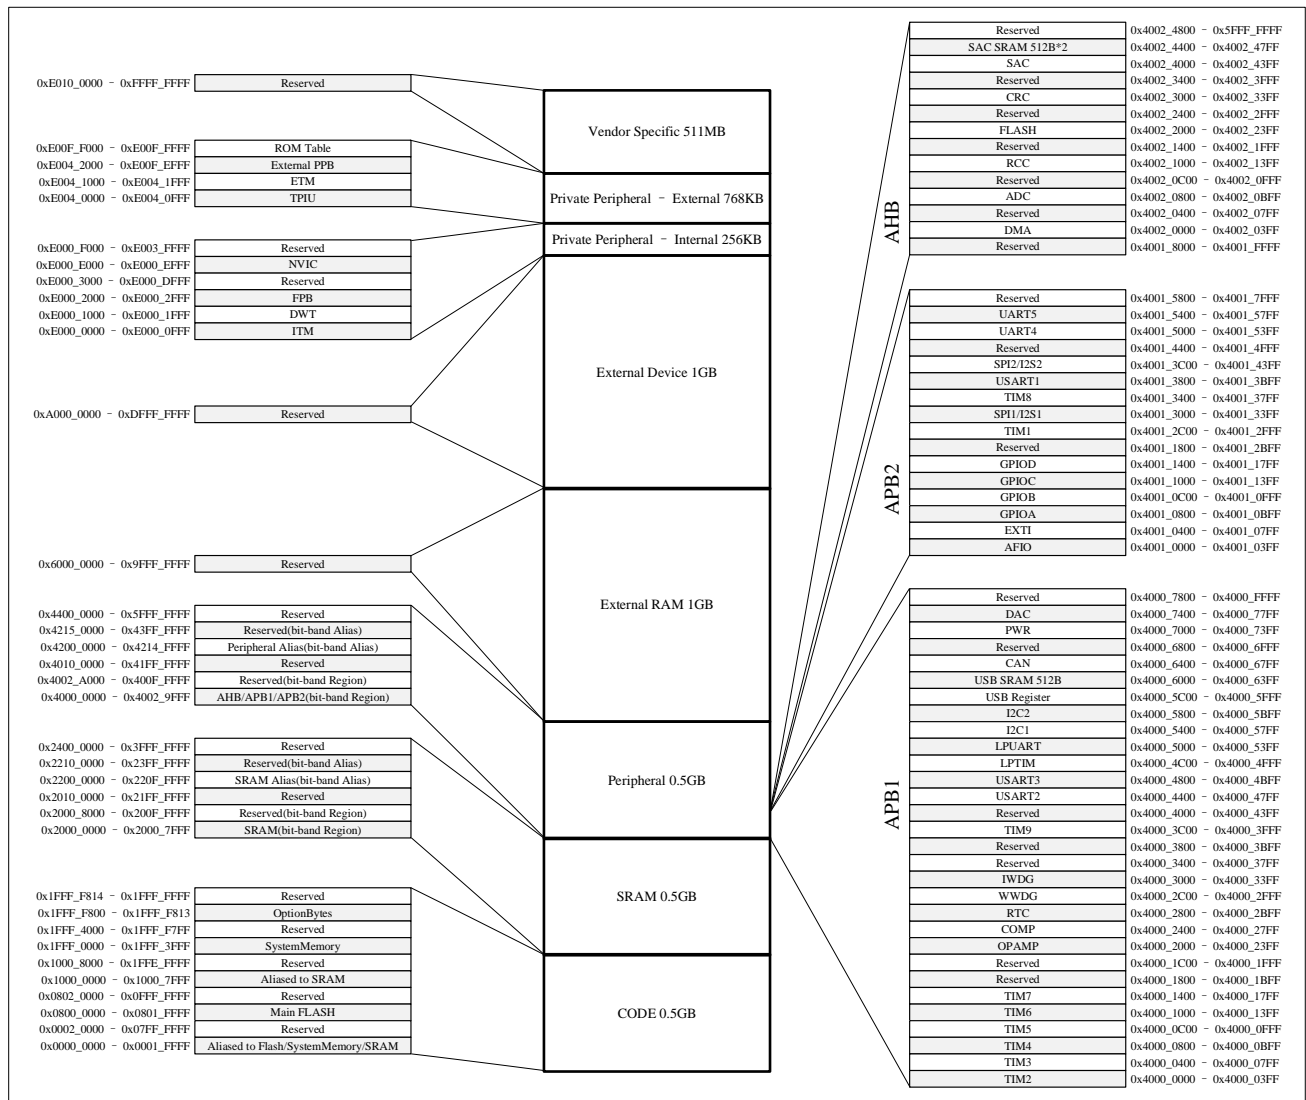 0xE010_0000 - 0xFFFF_FFFF Reserved
0xE00F_F000 - 0xE00F_FFFF ROM Table
0xE004_2000 - 0xE00F_EFFF External PPB
0xE004_1000 - 0xE004_1FFF ETM
0xE004_0000 - 0xE004_0FFF TPIU
0xE000_F000 - 0xE003_FFFF Reserved
0xE000_E000 - 0xE000_EFFF NVIC
0xE000_3000 - 0xE000_DFFF Reserved
0xE000_2000 - 0xE000_2FFF FPB
0xE000_1000 - 0xE000_1FFF DWT
0xE000_0000 - 0xE000_0FFF ITM
0xA000_0000 - 0xDFFF_FFFF Reserved
0x6000_0000 - 0x9FFF_FFFF Reserved
0x4400_0000 - 0x5FFF_FFFF Reserved
0x4215_0000 - 0x43FF_FFFF Reserved(bit-band Alias)
0x4200_0000 - 0x4214_FFFF Peripheral Alias(bit-band Alias)
0x4010_0000 - 0x41FF_FFFF Reserved
0x4002_A000 - 0x400F_FFFF Reserved(bit-band Region)
0x4000_0000 - 0x4002_9FFF AHB/APB1/APB2(bit-band Region)
0x2400_0000 - 0x3FFF_FFFF Reserved
0x2210_0000 - 0x23FF_FFFF Reserved(bit-band Alias)
0x2200_0000 - 0x220F_FFFF SRAM Alias(bit-band Alias)
0x2010_0000 - 0x21FF_FFFF Reserved
0x2000_8000 - 0x200F_FFFF Reserved(bit-band Region)
0x2000_0000 - 0x2000_7FFF SRAM(bit-band Region)
0x1FFF_F814 - 0x1FFF_FFFF Reserved
0x1FFF_F800 - 0x1FFF_F813 OptionBytes
0x1FFF_4000 - 0x1FFF_F7FF Reserved
0x1FFF_0000 - 0x1FFF_3FFF SystemMemory
0x1000_8000 - 0x1FFE_FFFF Reserved
0x1000_0000 - 0x1000_7FFF Aliased to SRAM
0x0802_0000 - 0x0FFF_FFFF Reserved
0x0800_0000 - 0x0801_FFFF Main FLASH
0x0002_0000 - 0x07FF_FFFF Reserved
0x0000_0000 - 0x0001_FFFF Aliased to Flash/SystemMemory/SRAM
Vendor Specific 511MB
Private Peripheral - External 768KB
Private Peripheral - Internal 256KB
External Device 1GB
External RAM 1GB
Peripheral 0.5GB
SRAM 0.5GB
CODE 0.5GB
AHB
Reserved 0x4002_4800 - 0x5FFF_FFFF
SAC SRAM 512B*2 0x4002_4400 - 0x4002_47FF
SAC 0x4002_4000 - 0x4002_43FF
Reserved 0x4002_3400 - 0x4002_3FFF
CRC 0x4002_3000 - 0x4002_33FF
Reserved 0x4002_2400 - 0x4002_2FFF
FLASH 0x4002_2000 - 0x4002_23FF
Reserved 0x4002_1400 - 0x4002_1FFF
RCC 0x4002_1000 - 0x4002_13FF
Reserved 0x4002_0C00 - 0x4002_0FFF
ADC 0x4002_0800 - 0x4002_0BFF
Reserved 0x4002_0400 - 0x4002_07FF
DMA 0x4002_0000 - 0x4002_03FF
Reserved 0x4001_8000 - 0x4001_FFFF
APB2
Reserved 0x4001_5800 - 0x4001_7FFF
UART5 0x4001_5400 - 0x4001_57FF
UART4 0x4001_5000 - 0x4001_53FF
Reserved 0x4001_4400 - 0x4001_4FFF
SPI2/I2S2 0x4001_3C00 - 0x4001_43FF
USART1 0x4001_3800 - 0x4001_3BFF
TIM8 0x4001_3400 - 0x4001_37FF
SPI1/I2S1 0x4001_3000 - 0x4001_33FF
TIM1 0x4001_2C00 - 0x4001_2FFF
Reserved 0x4001_1800 - 0x4001_2BFF
GPIOD 0x4001_1400 - 0x4001_17FF
GPIOC 0x4001_1000 - 0x4001_13FF
GPIOB 0x4001_0C00 - 0x4001_0FFF
GPIOA 0x4001_0800 - 0x4001_0BFF
EXTI 0x4001_0400 - 0x4001_07FF
AFIO 0x4001_0000 - 0x4001_03FF
APB1
Reserved 0x4000_7800 - 0x4000_FFFF
DAC 0x4000_7400 - 0x4000_77FF
PWR 0x4000_7000 - 0x4000_73FF
Reserved 0x4000_6800 - 0x4000_6FFF
CAN 0x4000_6400 - 0x4000_67FF
USB SRAM 512B 0x4000_6000 - 0x4000_63FF
USB Register 0x4000_5C00 - 0x4000_5FFF
I2C2 0x4000_5800 - 0x4000_5BFF
I2C1 0x4000_5400 - 0x4000_57FF
LPUART 0x4000_5000 - 0x4000_53FF
LPTIM 0x4000_4C00 - 0x4000_4FFF
USART3 0x4000_4800 - 0x4000_4BFF
USART2 0x4000_4400 - 0x4000_47FF
Reserved 0x4000_4000 - 0x4000_43FF
TIM9 0x4000_3C00 - 0x4000_3FFF
Reserved 0x4000_3800 - 0x4000_3BFF
Reserved 0x4000_3400 - 0x4000_37FF
IWDG 0x4000_3000 - 0x4000_33FF
WWDG 0x4000_2C00 - 0x4000_2FFF
RTC 0x4000_2800 - 0x4000_2BFF
COMP 0x4000_2400 - 0x4000_27FF
OPAMP 0x4000_2000 - 0x4000_23FF
Reserved 0x4000_1C00 - 0x4000_1FFF
Reserved 0x4000_1800 - 0x4000_1BFF
TIM7 0x4000_1400 - 0x4000_17FF
TIM6 0x4000_1000 - 0x4000_13FF
TIM5 0x4000_0C00 - 0x4000_0FFF
TIM4 0x4000_0800 - 0x4000_0BFF
TIM3 0x4000_0400 - 0x4000_07FF
TIM2 0x4000_0000 - 0x4000_03FF